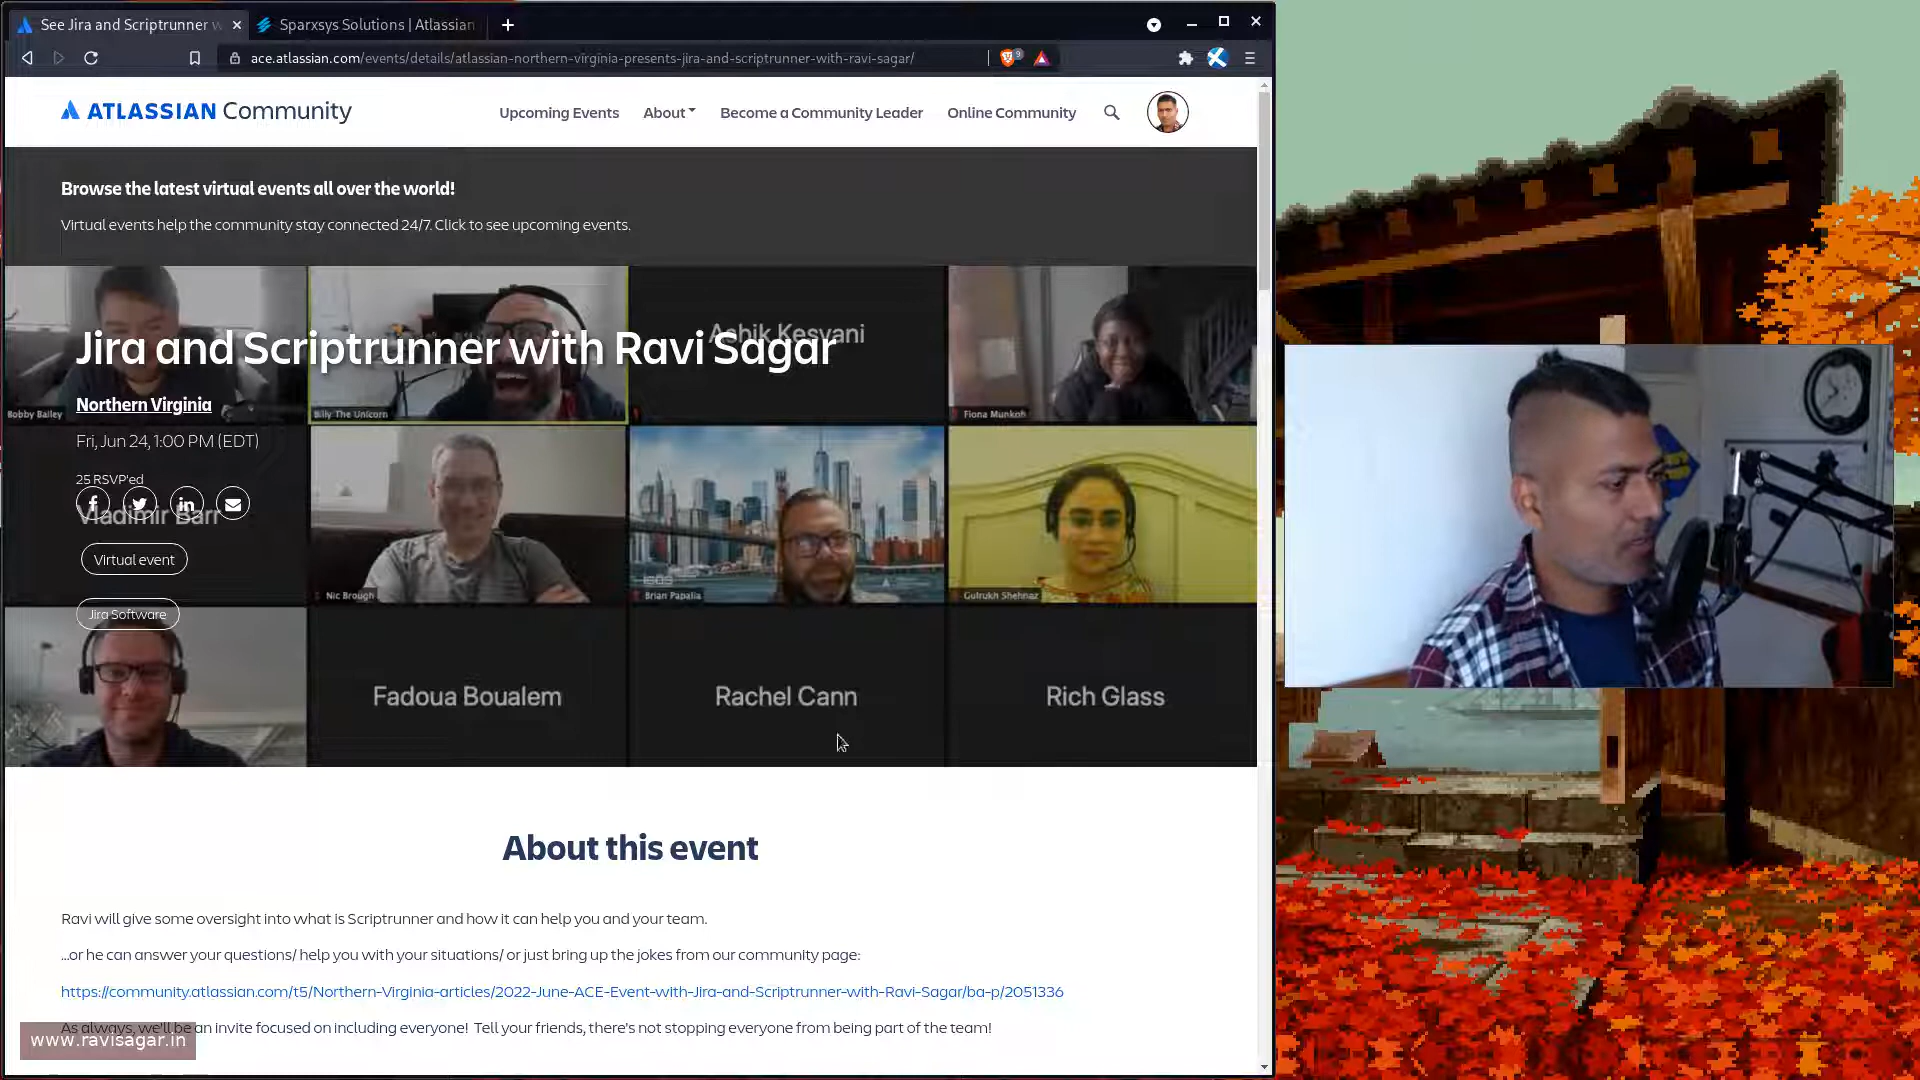 See Jira and Scriptrunner w
Sparxsys Solutions | Atlassian
ace.atlassian.com/events/details/atlassian-northern-virginia-presents-jira-and-scriptrunner-with-ravi-sagar/
9
ATLASSIAN Community
Upcoming Events
About
Become a Community Leader
Online Community
Browse the latest virtual events all over the world!
Virtual events help the community stay connected 24/7. Click to see upcoming events.
Ashik Kesvani
Jira and Scriptrunner with Ravi Sagar
Northern Virginia
Bobby Bailey
Billy The Unicorn
Fiona Munkoh
Fri, Jun 24, 1:00 PM (EDT)
25 RSVP'ed
Vladimir Barr
Virtual event
Nic Brough
Brian Papalia
Gulrukh Shehnaz
Jira Software
Fadoua Boualem
Rachel Cann
Rich Glass
About this event
Ravi will give some oversight into what is Scriptrunner and how it can help you and your team.
...or he can answer your questions/ help you with your situations/ or just bring up the jokes from our community page:
https://community.atlassian.com/t5/Northern-Virginia-articles/2022-June-ACE-Event-with-Jira-and-Scriptrunner-with-Ravi-Sagar/ba-p/2051336
As always, we'll be an invite focused on including everyone! Tell your friends, there's not stopping everyone from being part of the team!
www.ravisagar.in